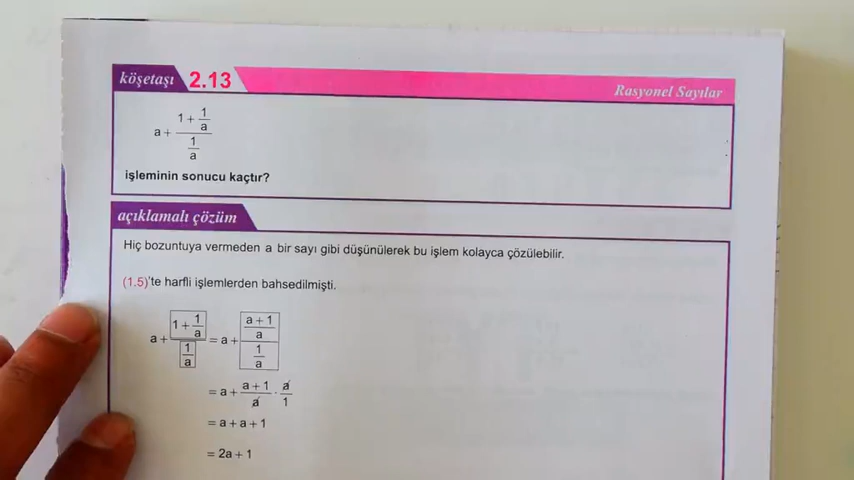 köşetaşı 2.13
Rasyonel Sayılar
a + (1 + 1/a)/(1/a)
işleminin sonucu kaçtır?
açıklamalı çözüm
Hiç bozuntuya vermeden a bir sayı gibi düşünülerek bu işlem kolayca çözülebilir.
(1.5)'te harfli işlemlerden bahsedilmişti.
a + (1 + 1/a)/(1/a) = a + ((a + 1)/a)/(1/a)
= a + (a + 1)/a · a/1
= a + a + 1
= 2a + 1